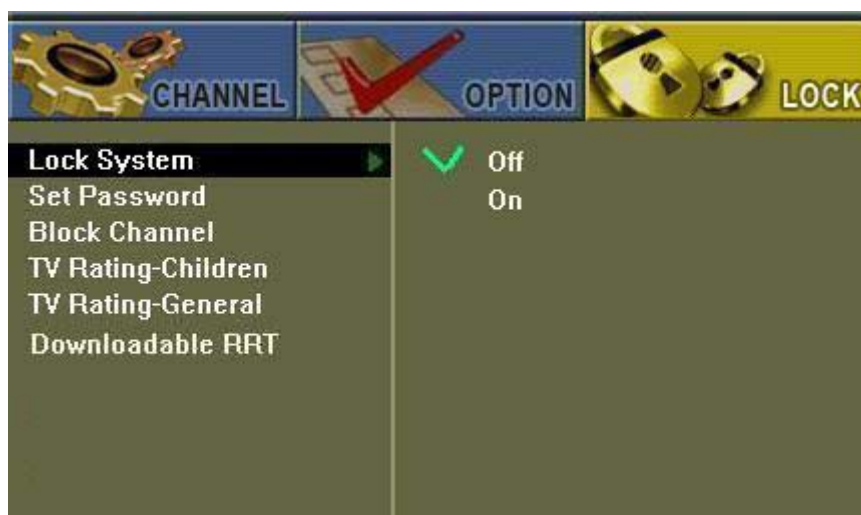 CHANNEL OPTION LOCK
Lock System Off
Set Password On
Block Channel
TV Rating-Children
TV Rating-General
Downloadable RRT